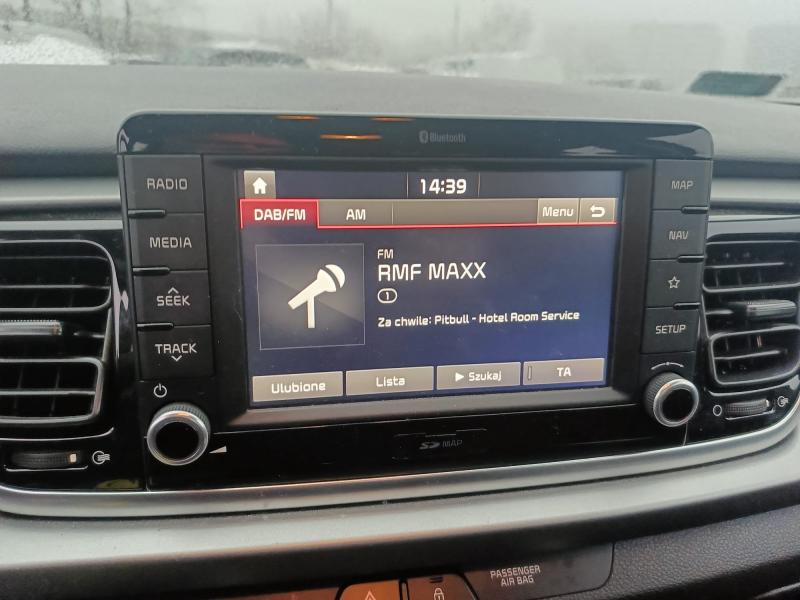 Bluetooth
RADIO
MEDIA
SEEK
TRACK
14:39
DAB/FM AM Menu
FM
RMF MAXX
1
Za chwile: Pitbull - Hotel Room Service
Ulubione Lista Szukaj TA
MAP
NAV
SETUP
SD MAP
PASSENGER
AIR BAG